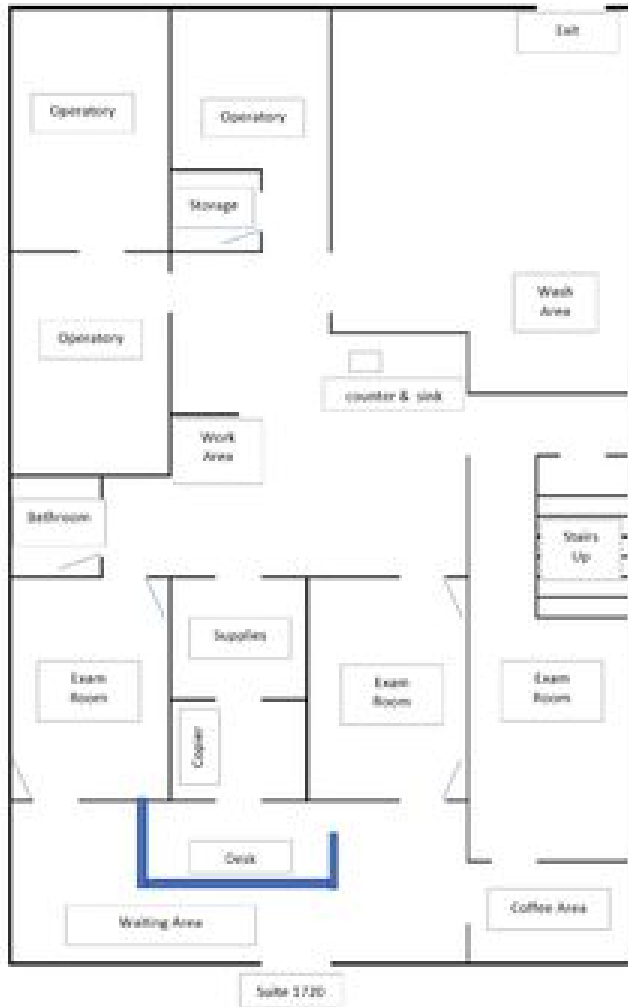 Exit
Operatory
Operatory
Storage
Wash
Area
Operatory
counter & sink
Work
Area
Bathroom
Stairs
Up
Supplies
Exam
Room
Exam
Room
Exam
Room
Copier
Desk
Waiting Area
Coffee Area
Suite 1720